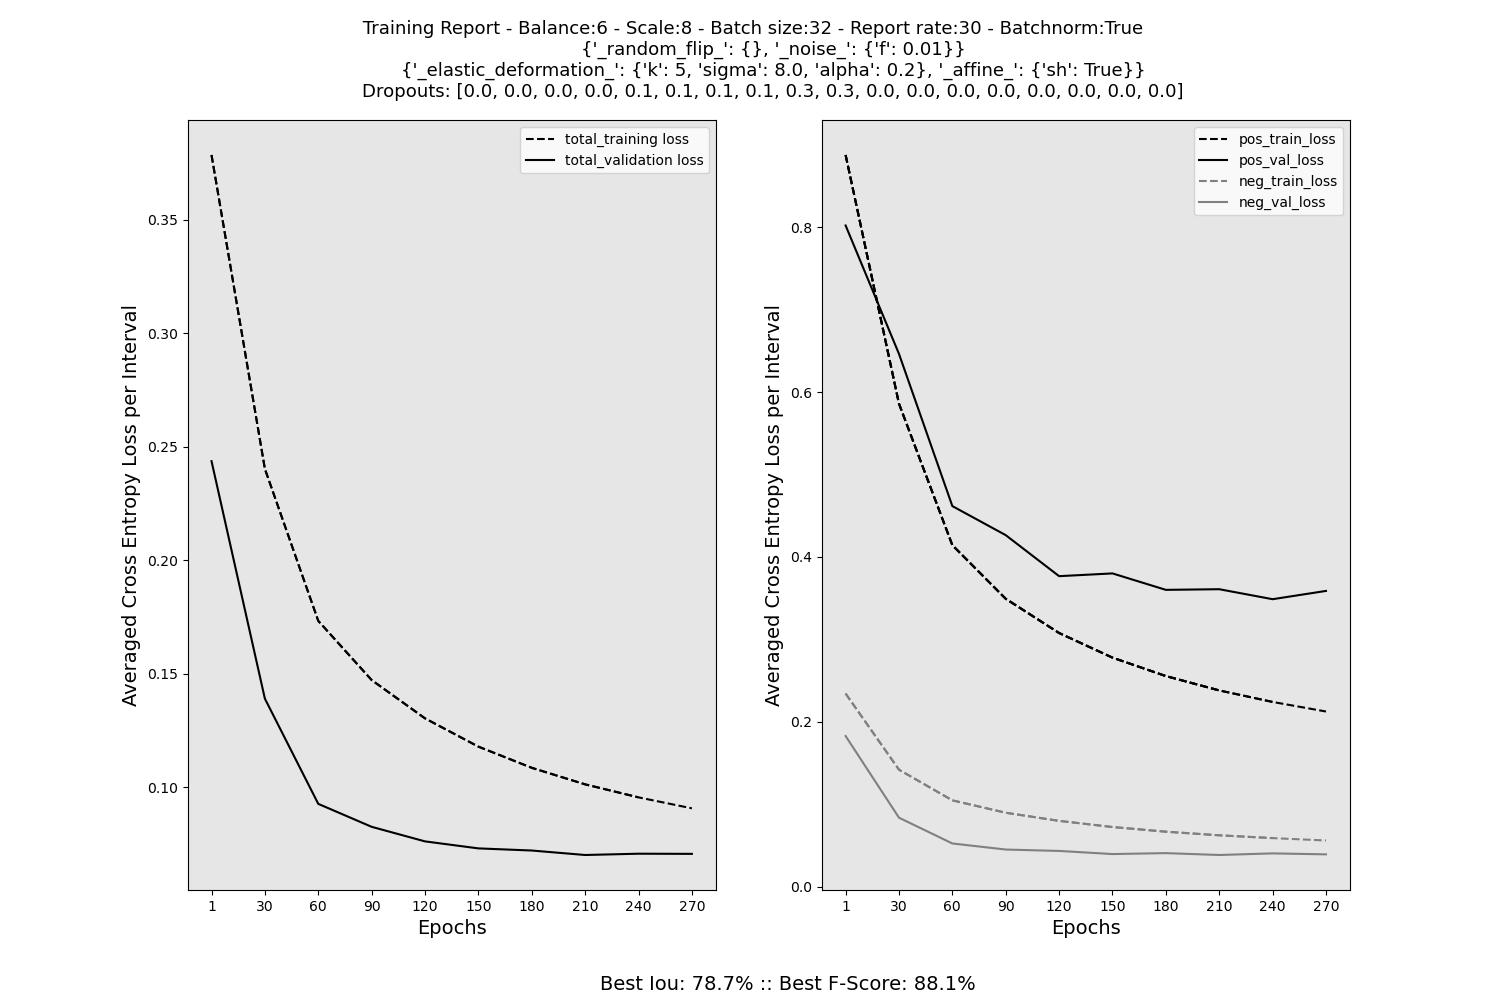 Training Report - Balance:6 - Scale:8 - Batch size:32 - Report rate:30 - Batchnorm:True
{'_random_flip_': {}, '_noise_': {'f': 0.01}}
{'_elastic_deformation_': {'k': 5, 'sigma': 8.0, 'alpha': 0.2}, '_affine_': {'sh': True}}
Dropouts: [0.0, 0.0, 0.0, 0.0, 0.1, 0.1, 0.1, 0.1, 0.3, 0.3, 0.0, 0.0, 0.0, 0.0, 0.0, 0.0, 0.0, 0.0]
total_training loss
total_validation loss
Averaged Cross Entropy Loss per Interval
0.35
0.30
0.25
0.20
0.15
0.10
1 30 60 90 120 150 180 210 240 270
Epochs
pos_train_loss
pos_val_loss
neg_train_loss
neg_val_loss
Averaged Cross Entropy Loss per Interval
0.8
0.6
0.4
0.2
0.0
1 30 60 90 120 150 180 210 240 270
Epochs
Best Iou: 78.7% :: Best F-Score: 88.1%